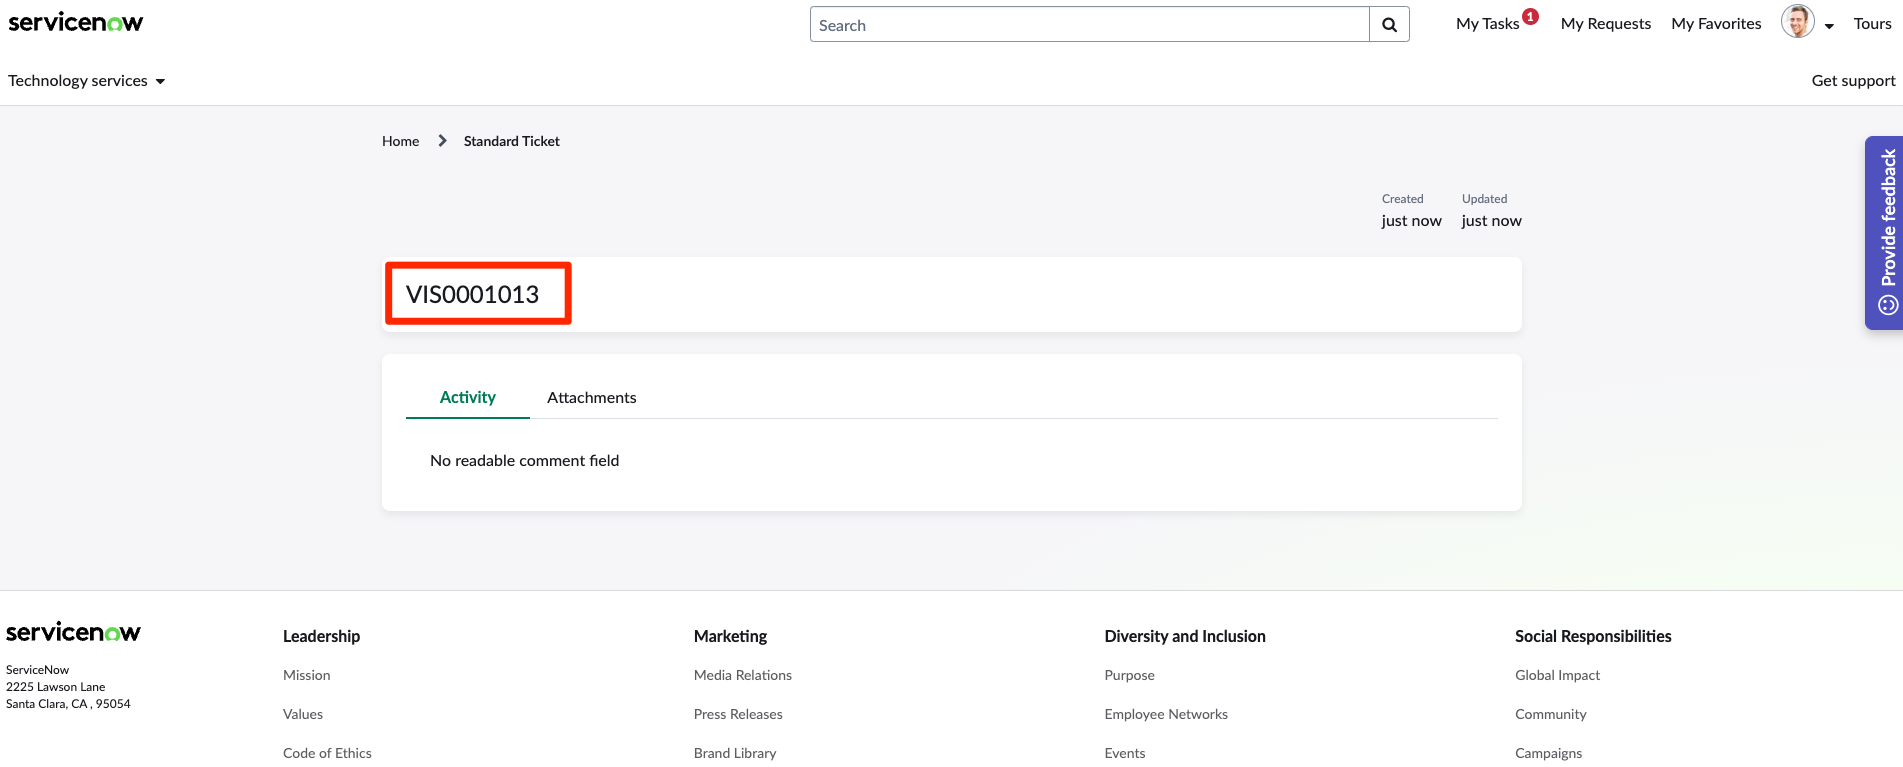 servicenow
Search
My Tasks 1
My Requests
My Favorites
Tours
Technology services
Get support
Home
Standard Ticket
Created
Updated
just now
just now
Provide feedback
VIS0001013
Activity
Attachments
No readable comment field
servicenow
ServiceNow
2225 Lawson Lane
Santa Clara, CA , 95054
Leadership
Mission
Values
Code of Ethics
Marketing
Media Relations
Press Releases
Brand Library
Diversity and Inclusion
Purpose
Employee Networks
Events
Social Responsibilities
Global Impact
Community
Campaigns